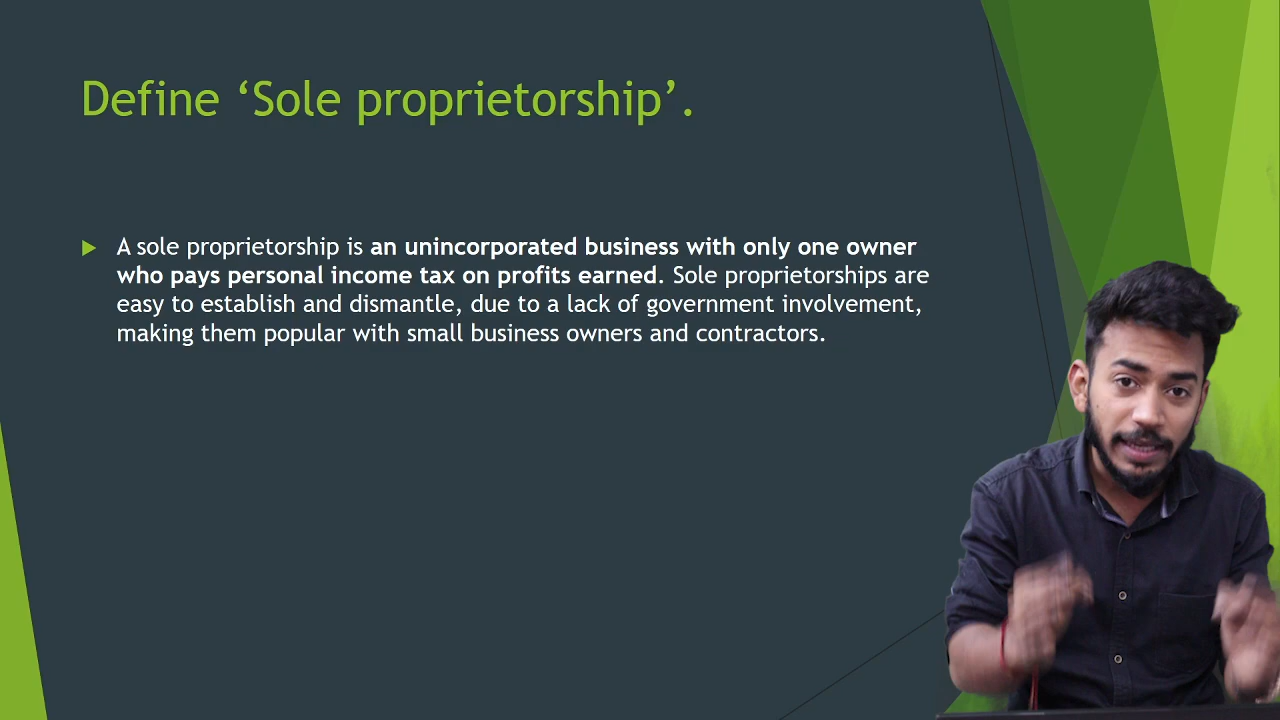 Define ‘Sole proprietorship’.
A sole proprietorship is an unincorporated business with only one owner
who pays personal income tax on profits earned. Sole proprietorships are
easy to establish and dismantle, due to a lack of government involvement,
making them popular with small business owners and contractors.